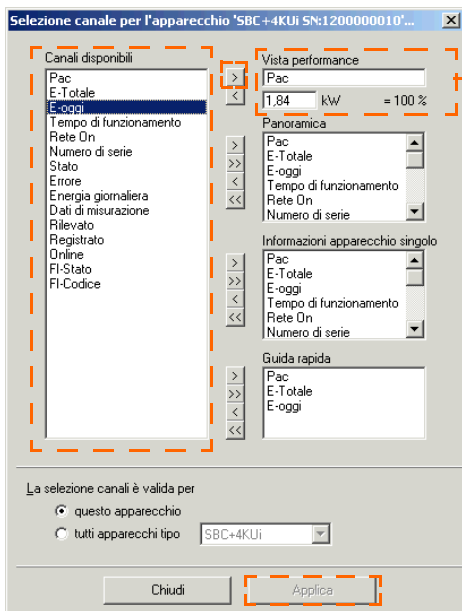 Selezione canale per l'apparecchio 'SBC+4KUi SN:1200000010'...
Canali disponibili
Pac
E-Totale
E-oggi
Tempo di funzionamento
Rete On
Numero di serie
Stato
Errore
Energia giornaliera
Dati di misurazione
Rilevato
Registrato
Online
FI-Stato
FI-Codice
>
<
Vista performance
Pac
1,84 kW = 100 %
>
>>
<
<<
Panoramica
Pac
E-Totale
E-oggi
Tempo di funzionamento
Rete On
Numero di serie
>
>>
<
<<
Informazioni apparecchio singolo
Pac
E-Totale
E-oggi
Tempo di funzionamento
Rete On
Numero di serie
>
>>
<
<<
Guida rapida
Pac
E-Totale
E-oggi
La selezione canali è valida per
questo apparecchio
tutti apparecchi tipo SBC+4KUi
Chiudi Applica